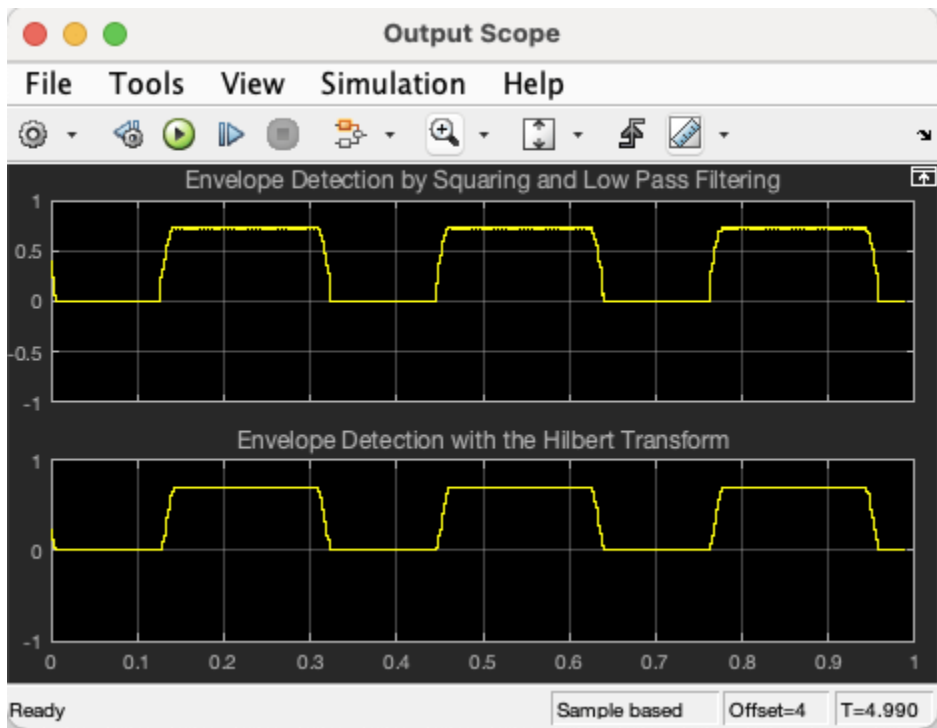 Output Scope
File Tools View Simulation Help
Envelope Detection by Squaring and Low Pass Filtering
1
0.5
0
-0.5
-1
Envelope Detection with the Hilbert Transform
1
0
-1
0 0.1 0.2 0.3 0.4 0.5 0.6 0.7 0.8 0.9 1
Ready Sample based Offset=4 T=4.990